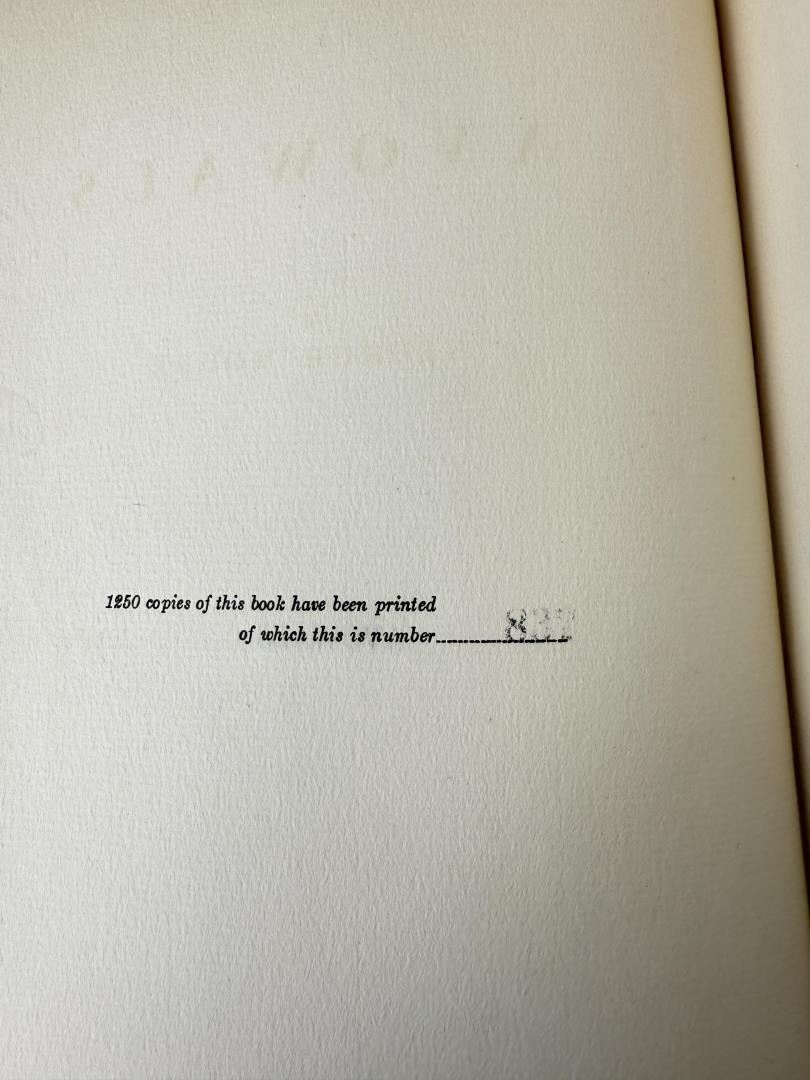 1250 copies of this book have been printed
of which this is number